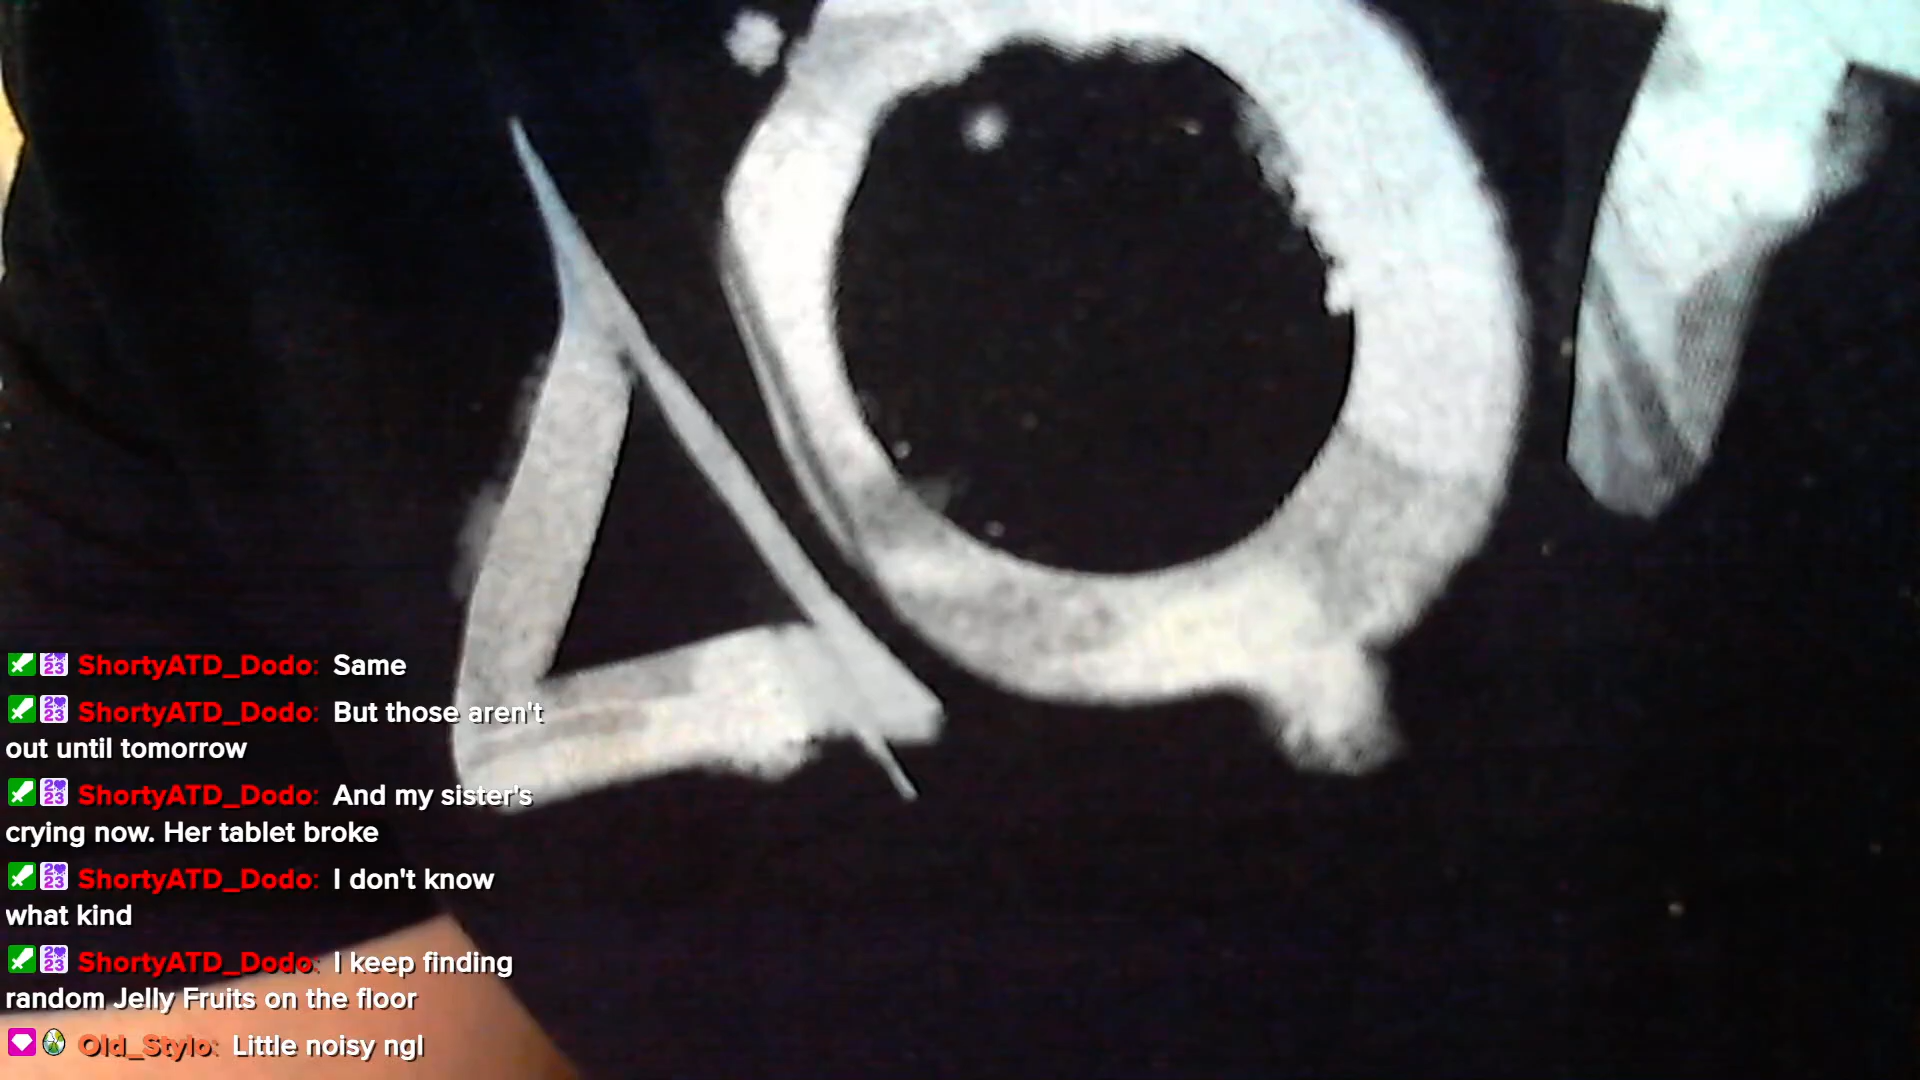 ShortyATD_Dodo: Same
ShortyATD_Dodo: But those aren't
out until tomorrow
ShortyATD_Dodo: And my sister's
crying now. Her tablet broke
ShortyATD_Dodo: I don't know
what kind
ShortyATD_Dodo: I keep finding
random Jelly Fruits on the floor
Old_Stylo: Little noisy ngl